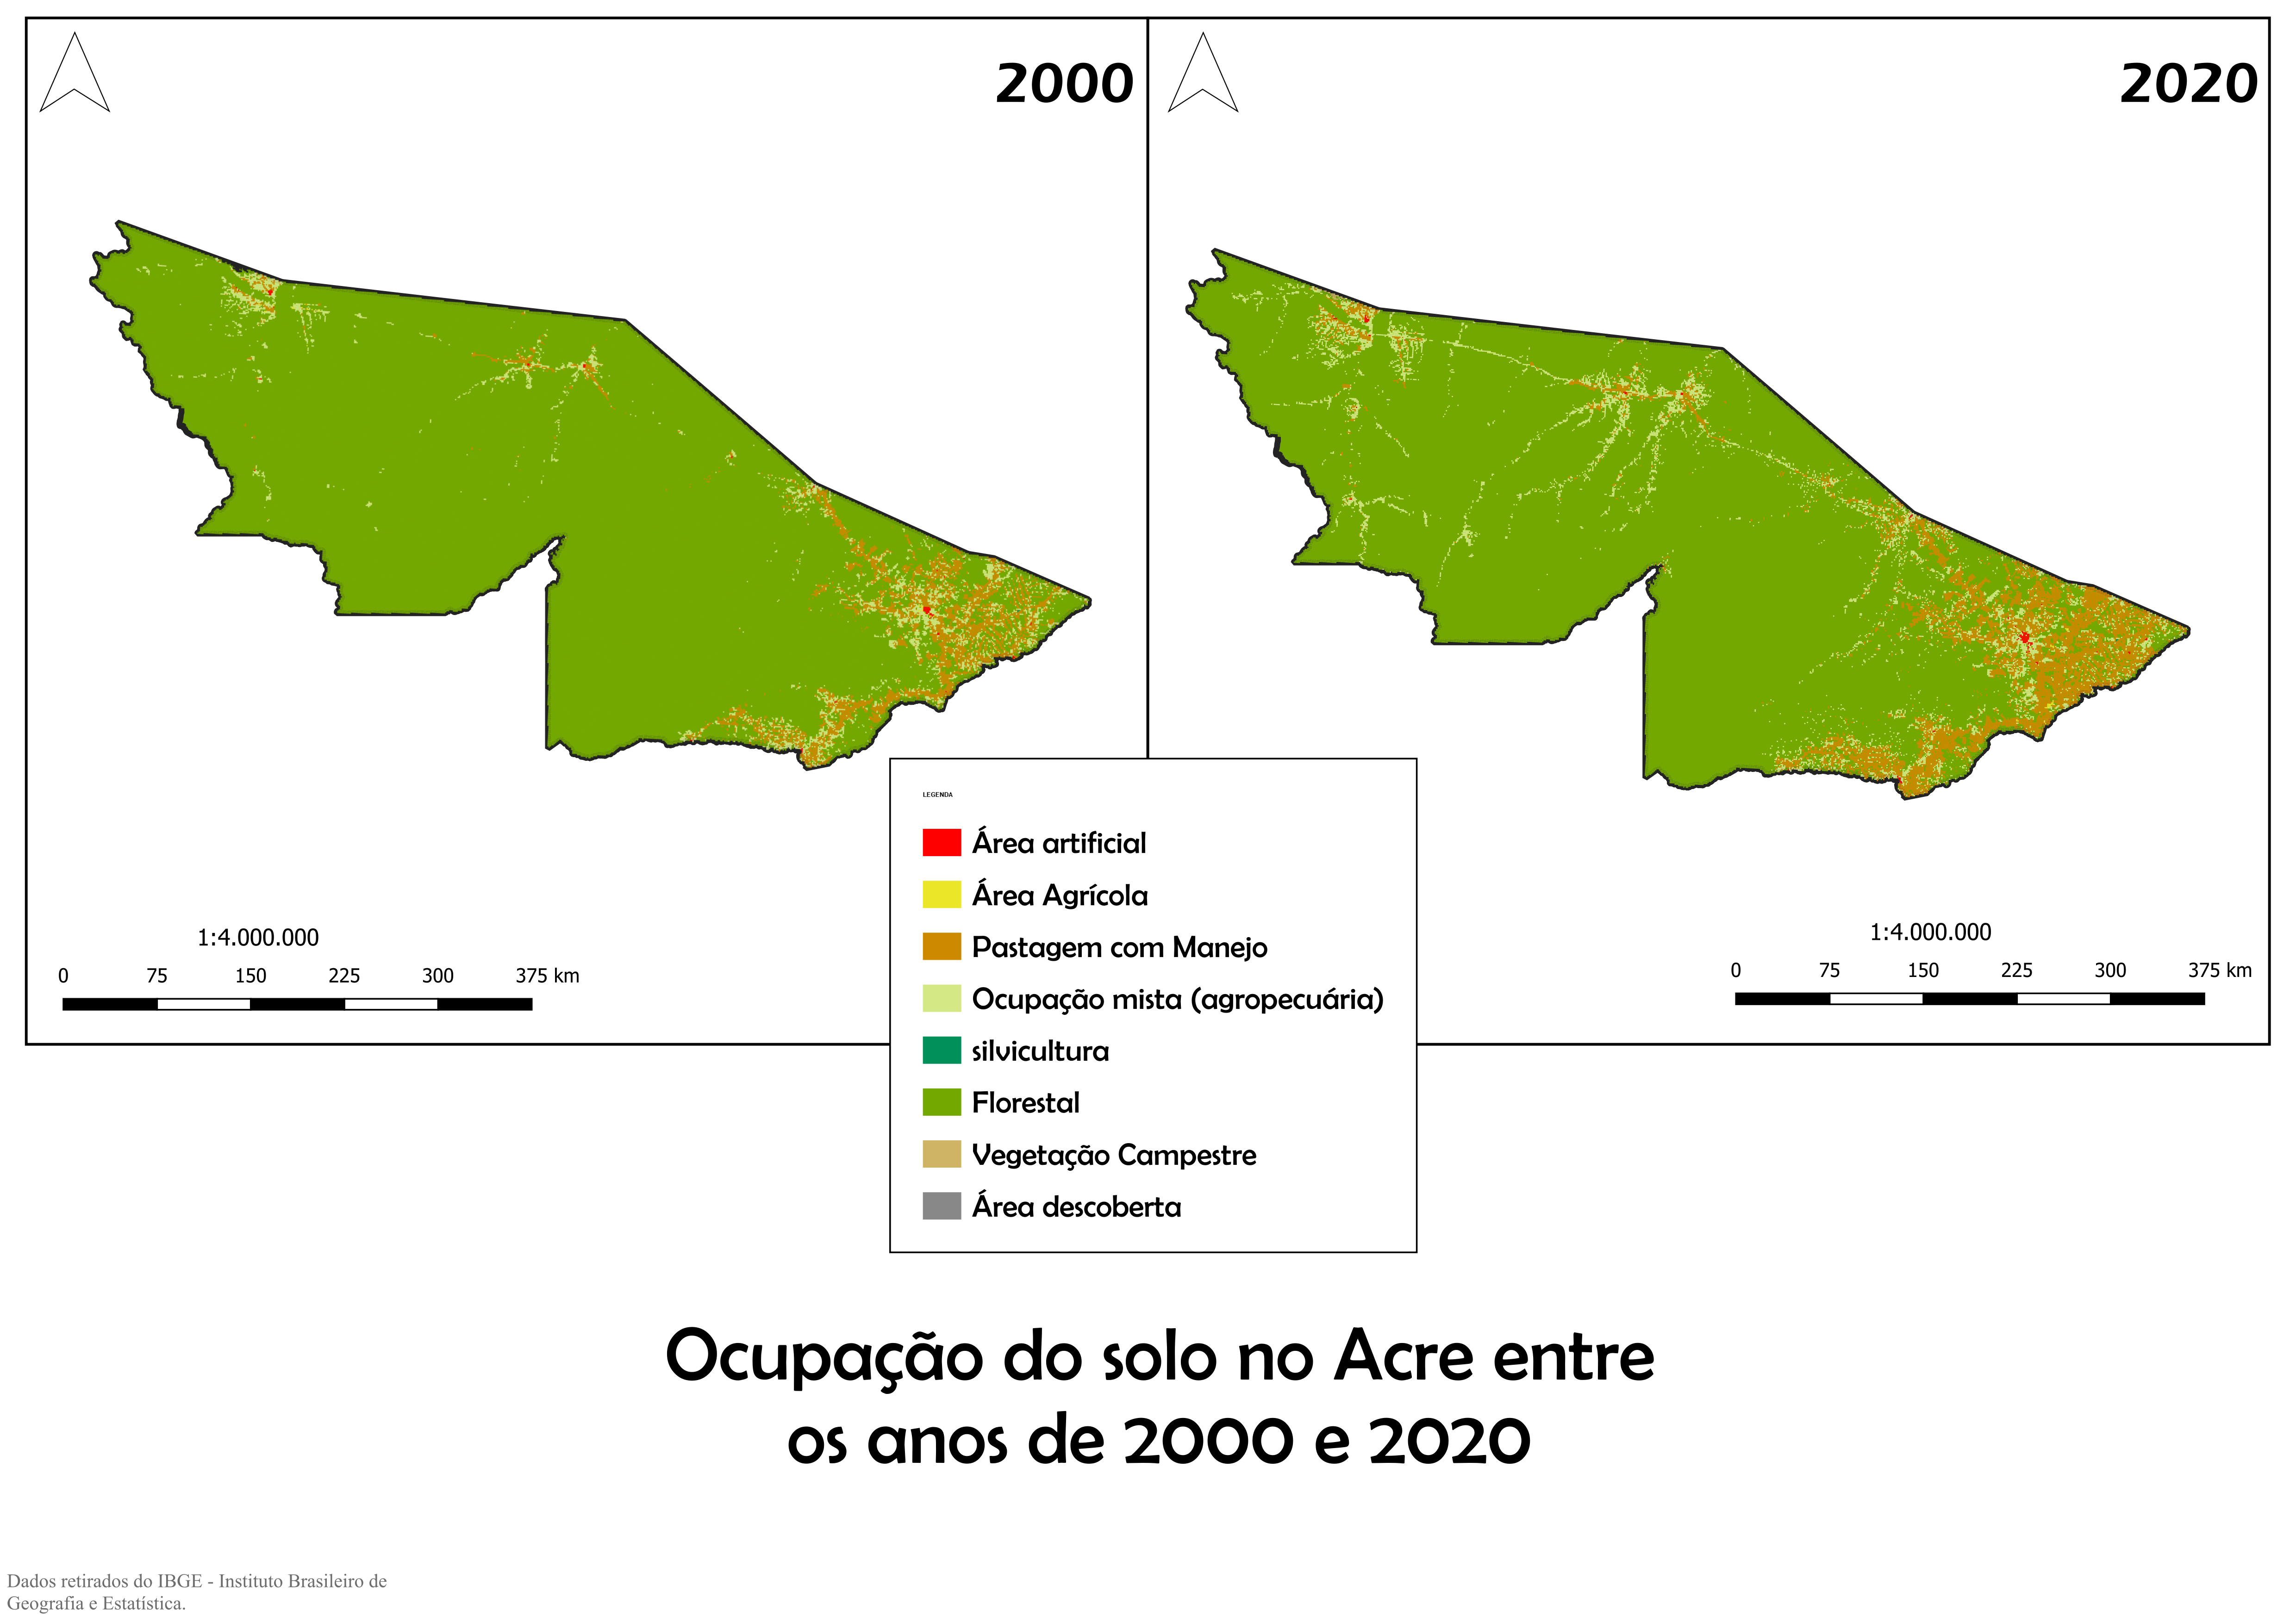 2000
2020
1:4.000.000
0 75 150 225 300 375 km
1:4.000.000
0 75 150 225 300 375 km
LEGENDA
Área artificial
Área Agrícola
Pastagem com Manejo
Ocupação mista (agropecuária)
silvicultura
Florestal
Vegetação Campestre
Área descoberta
Ocupação do solo no Acre entre
os anos de 2000 e 2020
Dados retirados do IBGE - Instituto Brasileiro de
Geografia e Estatística.